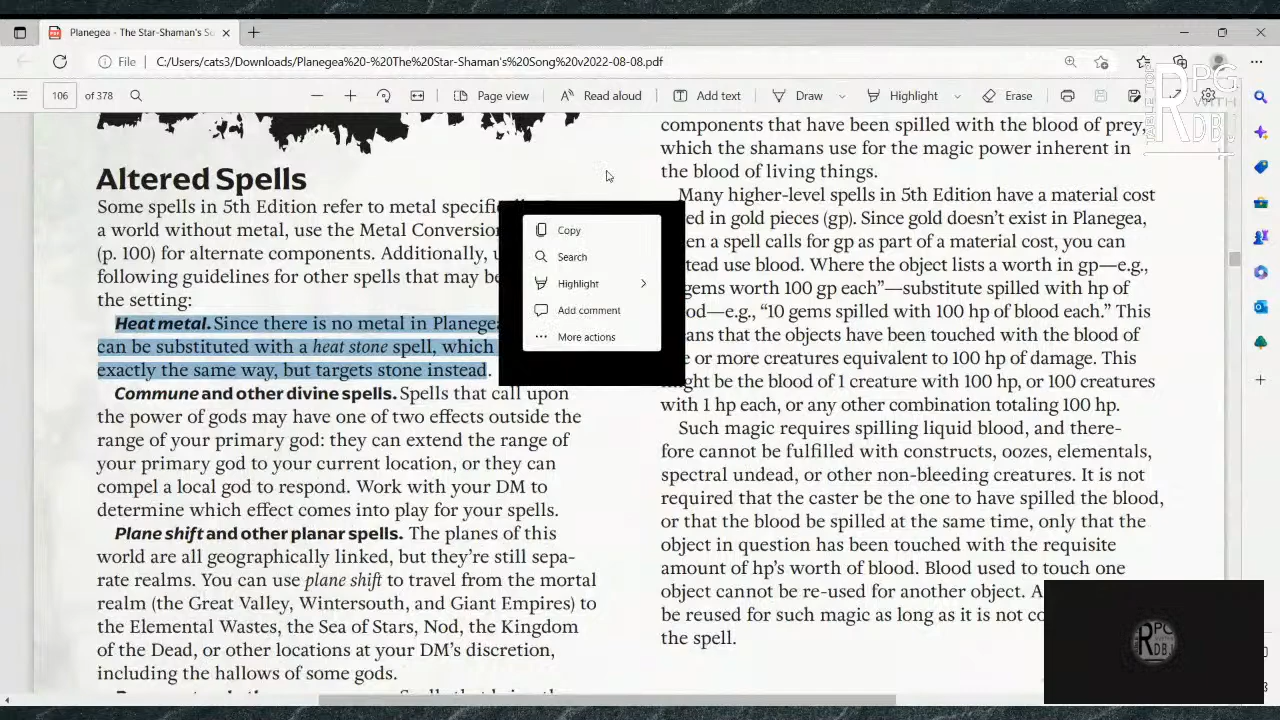 Planegea - The Star-Shaman's So
File
C:/Users/cats3/Downloads/Planegea%20-%20The%20Star-Shaman's%20Song%20v2022-08-08.pdf
106 of 378
Page view
Read aloud
Add text
Draw
Highlight
Erase
RPG
WITH
RDBJ
Altered Spells
Some spells in 5th Edition refer to metal specifi
a world without metal, use the Metal Conversion
(p. 100) for alternate components. Additionally, u
following guidelines for other spells that may be
the setting:
Heat metal. Since there is no metal in Planegea
can be substituted with a heat stone spell, which
exactly the same way, but targets stone instead.
Commune and other divine spells. Spells that call upon
the power of gods may have one of two effects outside the
range of your primary god: they can extend the range of
your primary god to your current location, or they can
compel a local god to respond. Work with your DM to
determine which effect comes into play for your spells.
Plane shift and other planar spells. The planes of this
world are all geographically linked, but they're still sepa-
rate realms. You can use plane shift to travel from the mortal
realm (the Great Valley, Wintersouth, and Giant Empires) to
the Elemental Wastes, the Sea of Stars, Nod, the Kingdom
of the Dead, or other locations at your DM's discretion,
including the hallows of some gods.
Copy
Search
Highlight
Add comment
More actions
components that have been spilled with the blood of prey,
which the shamans use for the magic power inherent in
the blood of living things.
Many higher-level spells in 5th Edition have a material cost
ed in gold pieces (gp). Since gold doesn't exist in Planegea,
en a spell calls for gp as part of a material cost, you can
tead use blood. Where the object lists a worth in gp—e.g.,
gems worth 100 gp each"—substitute spilled with hp of
od—e.g., "10 gems spilled with 100 hp of blood each." This
ans that the objects have been touched with the blood of
e or more creatures equivalent to 100 hp of damage. This
ght be the blood of 1 creature with 100 hp, or 100 creatures
with 1 hp each, or any other combination totaling 100 hp.
Such magic requires spilling liquid blood, and there-
fore cannot be fulfilled with constructs, oozes, elementals,
spectral undead, or other non-bleeding creatures. It is not
required that the caster be the one to have spilled the blood,
or that the blood be spilled at the same time, only that the
object in question has been touched with the requisite
amount of hp's worth of blood. Blood used to touch one
object cannot be re-used for another object. A
be reused for such magic as long as it is not co
the spell.